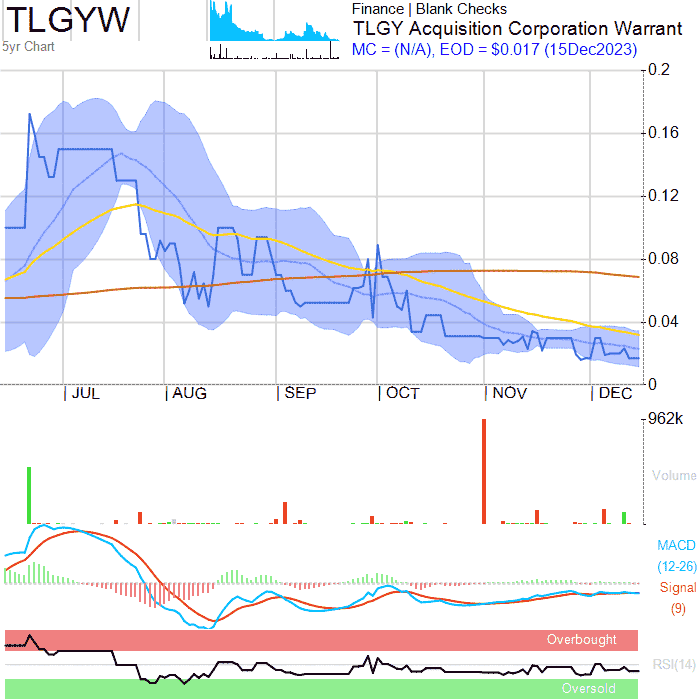 TLGYW
5yr Chart
Finance | Blank Checks
TLGY Acquisition Corporation Warrant
MC = (N/A), EOD = $0.017 (15Dec2023)
0.2
0.16
0.12
0.08
0.04
0
JUL AUG SEP OCT NOV DEC
962k
Volume
MACD
(12-26)
Signal
(9)
Overbought
RSI(14)
Oversold